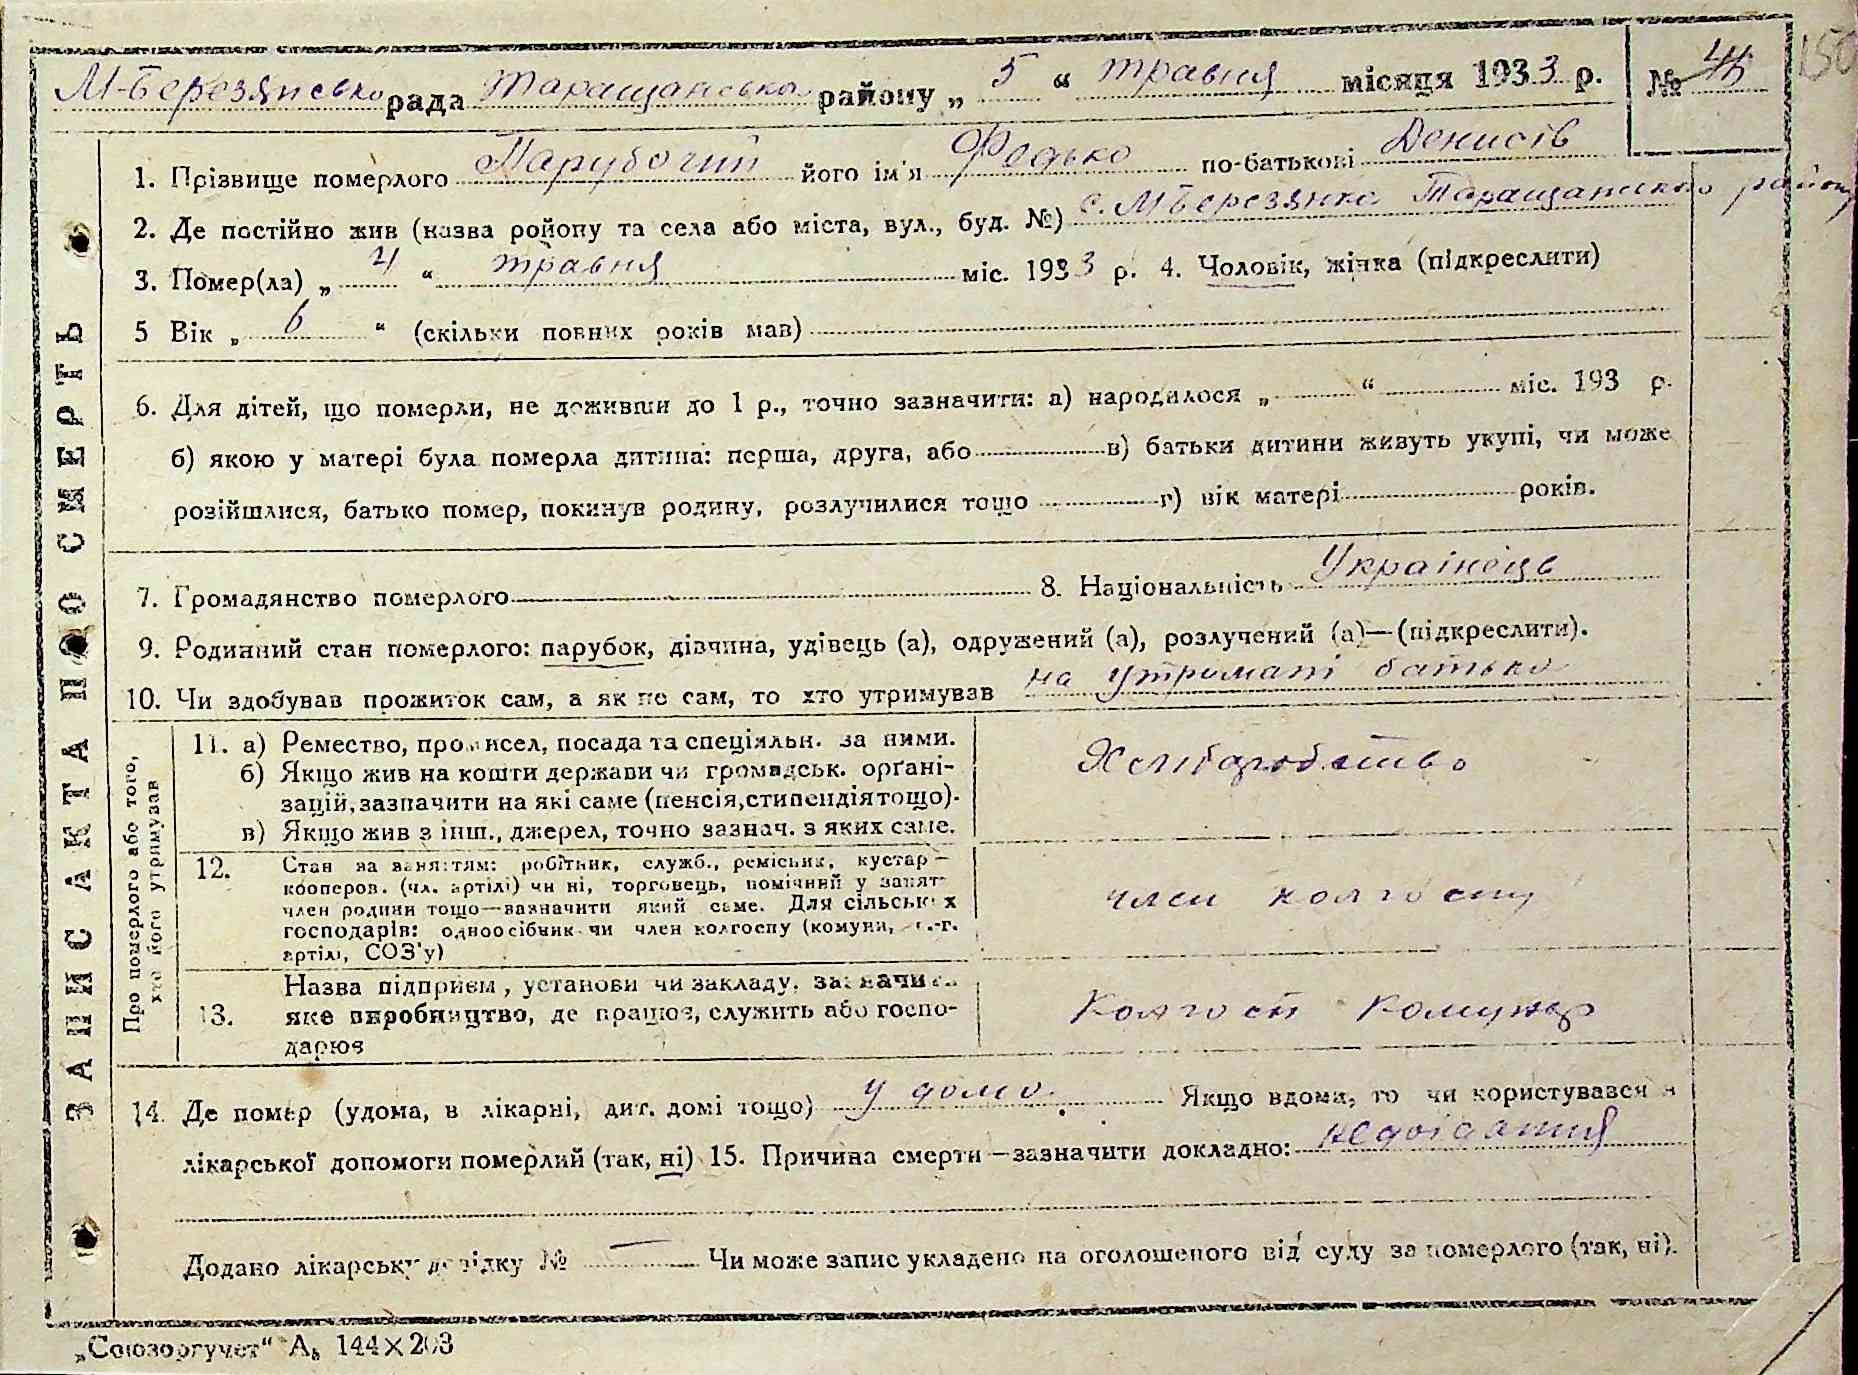 М-Березянська рада Таращанського району „ 5 “ травня місяця 1933 р. № 45
150
1. Прізвище померлого Парубочий його ім'я Федько по-батькові Денисів
2. Де постійно жив (назва ройону та села або міста, вул., буд. №) с. МБерезянка Таращанського району
3. Помер(ла) „ 4 “ травня міс. 1933 р. 4. Чоловік, жінка (підкреслити)
5 Вік „ 6 “ (скільки повних років мав)
6. Для дітей, що померли, не доживши до 1 р., точно зазначити: а) народилося „ “ міс. 193 р.
б) якою у матері була померла дитина: перша, друга, або в) батьки дитини живуть укупі, чи може
розійшлися, батько помер, покинув родину, розлучилися тощо г) вік матері років.
7. Громадянство померлого 8. Національність Українець
9. Родинний стан померлого: парубок, дівчина, удівець (а), одружений (а), розлучений (а)—(підкреслити).
10. Чи здобував прожиток сам, а як не сам, то хто утримував на утримані батька
ЗАПИС АКТА ПРО СМЕРТЬ
Про померлого або того, хто його утримував
11. а) Ремество, промисел, посада та спеціяльн. за ними.
б) Якщо жив на кошти держави чи громадськ. орґані-
зацій, зазначити на які саме (пенсія, стипендія тощо).
в) Якщо жив з інш., джерел, точно зазнач. з яких саме.
Хліборобство
12. Стан за заняттям: робітник, служб., ремісник, кустар—
кооперов. (чл. артілі) чи ні, торговець, помічний у занят
член родини тощо—зазначити який саме. Для сільських
господарів: одноосібник чи член колгоспу (комуни, с.-г.
артілі, СОЗ'у)
член колгоспу
13. Назва підприєм, установи чи закладу, зазначити
яке виробництво, де працює, служить або госпо-
дарює
Колгосп Комунар
14. Де помер (удома, в лікарні, дит. домі тощо) у дома. Якщо вдома, то чи користувався з
лікарської допомоги померлий (так, ні) 15. Причина смерти—зазначити докладно: недоїдання
Додано лікарську довідку № — Чи може запис укладено на оголошеного від суду за померлого (так, ні).
„Союзоргучет“ А₅ 144×203